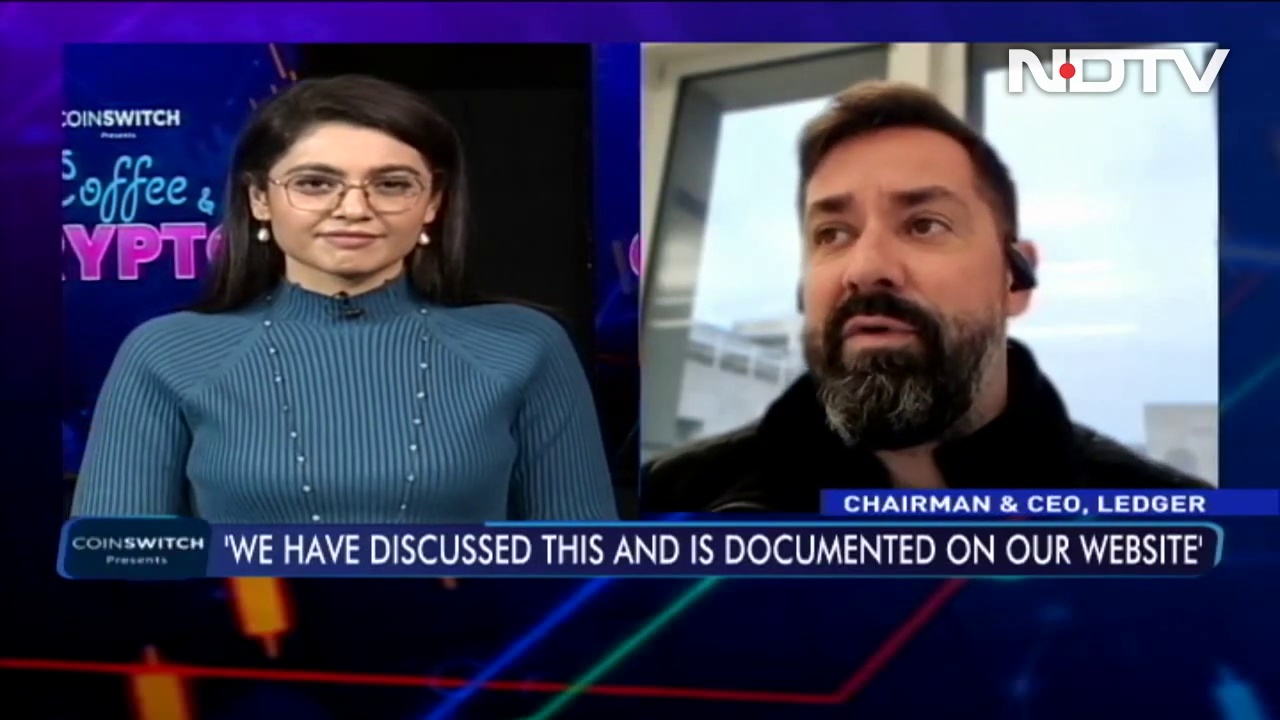 NDTV
COINSWITCH
Presents
Coffee &
CRYPTO
CHAIRMAN & CEO, LEDGER
COINSWITCH
Presents
'WE HAVE DISCUSSED THIS AND IS DOCUMENTED ON OUR WEBSITE'